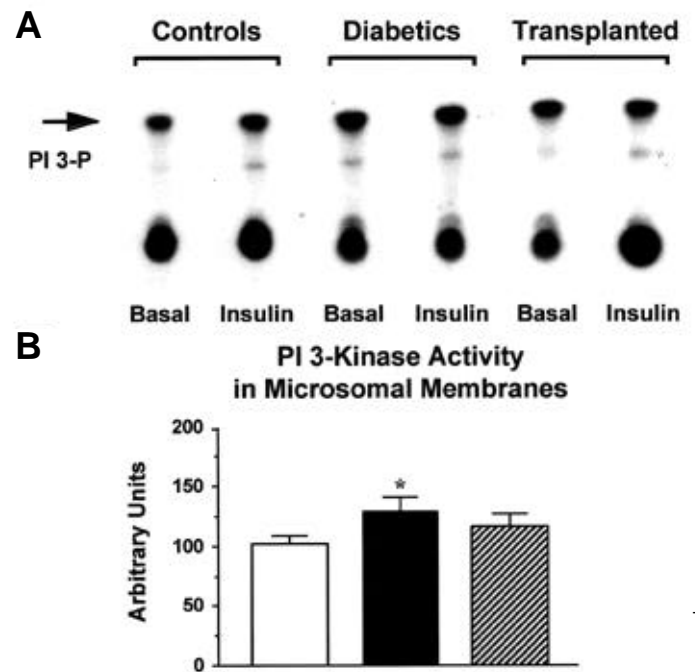 A
Controls Diabetics Transplanted
PI 3-P
Basal Insulin Basal Insulin Basal Insulin
B
PI 3-Kinase Activity
in Microsomal Membranes
Arbitrary Units
200
150
*
100
50
0